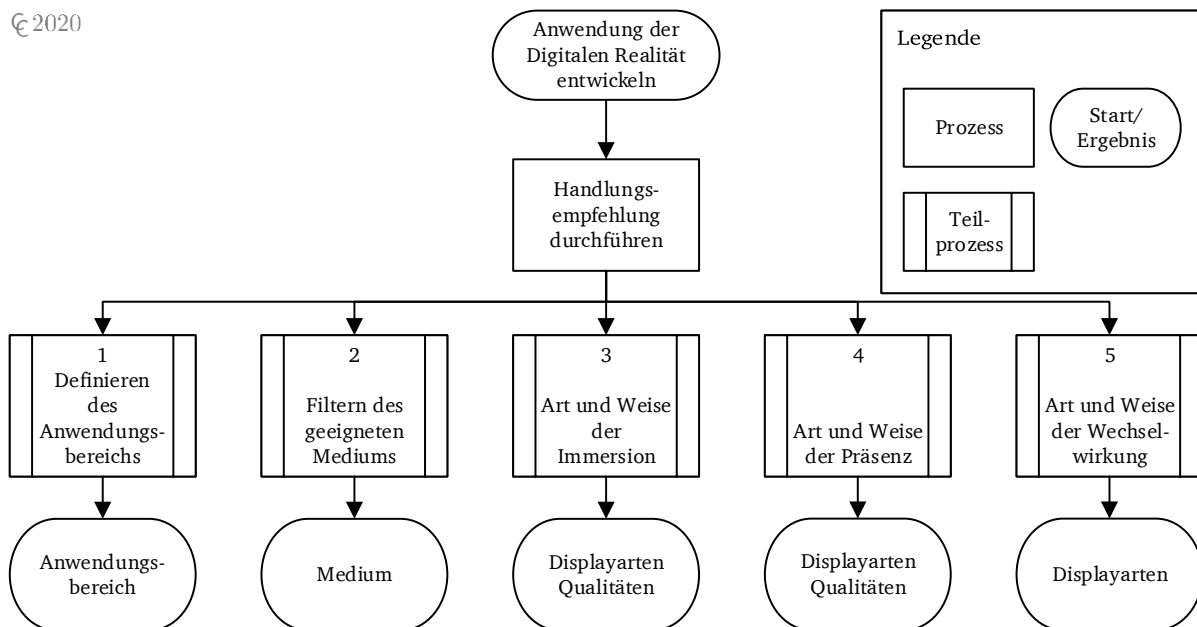 2020
Anwendung der
Digitalen Realität
entwickeln
Legende
Prozess
Start/
Ergebnis
Teil-
prozess
Handlungs-
empfehlung
durchführen
1
Definieren
des
Anwendungs-
bereichs
2
Filtern des
geeigneten
Mediums
3
Art und Weise
der
Immersion
4
Art und Weise
der Präsenz
5
Art und Weise
der Wechsel-
wirkung
Anwendungs-
bereich
Medium
Displayarten
Qualitäten
Displayarten
Qualitäten
Displayarten